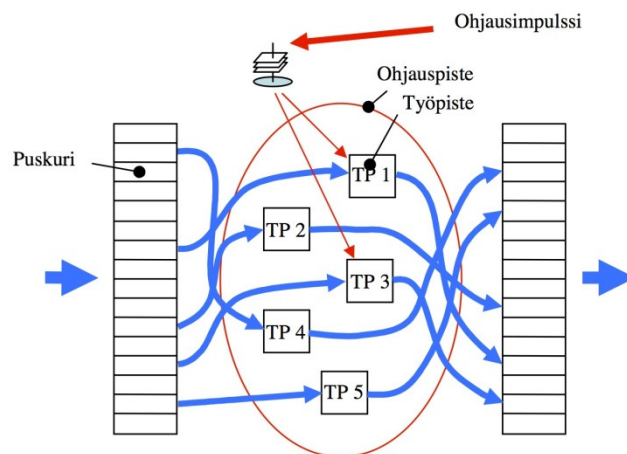 Ohjausimpulssi
Ohjauspiste
Työpiste
Puskuri
TP 1
TP 2
TP 3
TP 4
TP 5